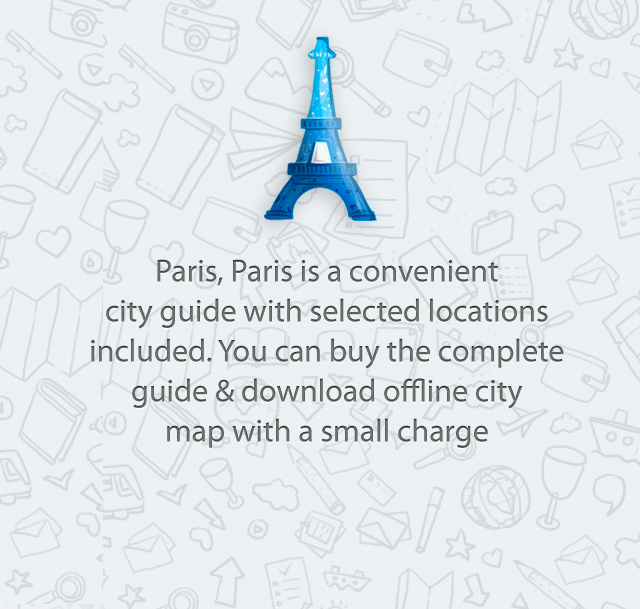 Paris, Paris is a convenient
city guide with selected locations
included. You can buy the complete
guide & download offline city
map with a small charge